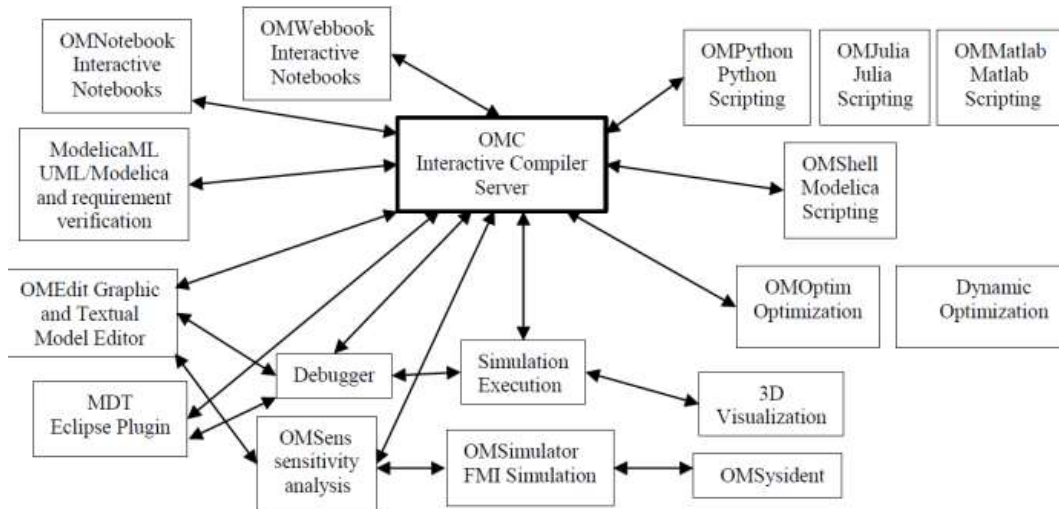 OMNotebook
Interactive
Notebooks
OMWebbook
Interactive
Notebooks
OMPython
Python
Scripting
OMJulia
Julia
Scripting
OMMatlab
Matlab
Scripting
OMC
Interactive Compiler
Server
ModelicaML
UML/Modelica
and requirement
verification
OMShell
Modelica
Scripting
OMEdit Graphic
and Textual
Model Editor
OMOptim
Optimization
Dynamic
Optimization
Debugger
Simulation
Execution
MDT
Eclipse Plugin
3D
Visualization
OMSens
sensitivity
analysis
OMSimulator
FMI Simulation
OMSysident